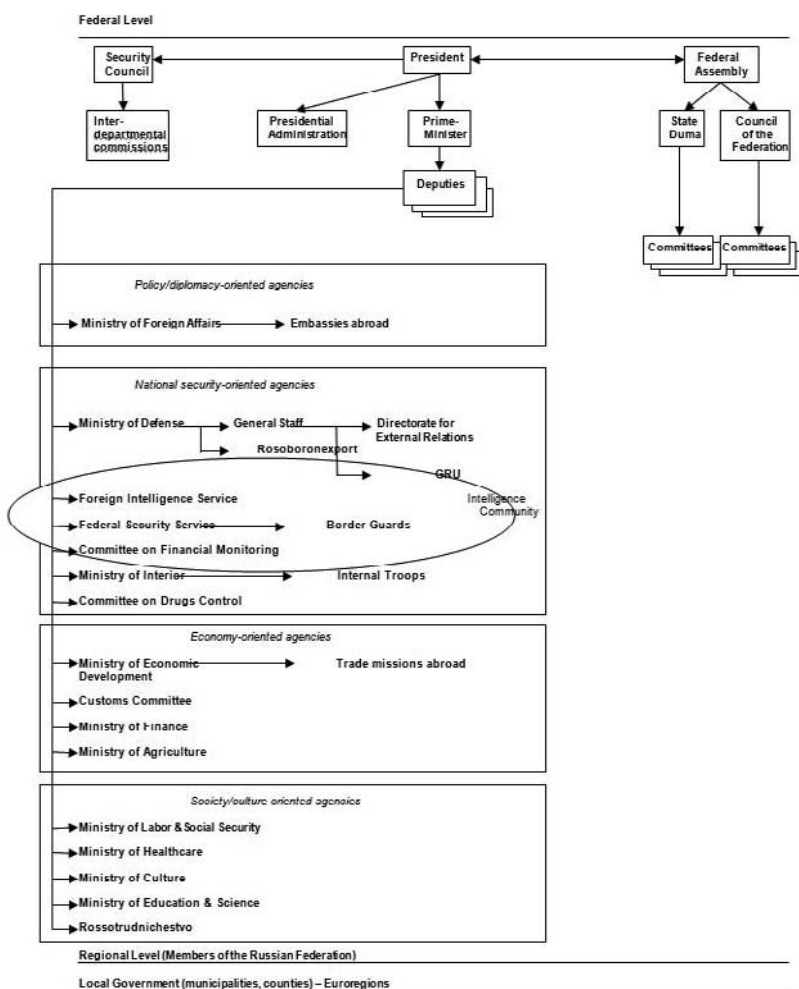 Federal Level
Security
Council
President
Federal
Assembly
Inter-
departmental
commissions
Presidential
Administration
Prime-
Minister
State
Duma
Council
of the
Federation
Deputies
Committees
Committees
Policy/diplomacy-oriented agencies
Ministry of Foreign Affairs
Embassies abroad
National security-oriented agencies
Ministry of Defense
General Staff
Directorate for
External Relations
Rosoboronexport
GRU
Foreign Intelligence Service
Intelligence
Community
Federal Security Service
Border Guards
Committee on Financial Monitoring
Ministry of Interior
Internal Troops
Committee on Drugs Control
Economy-oriented agencies
Ministry of Economic
Development
Trade missions abroad
Customs Committee
Ministry of Finance
Ministry of Agriculture
Society/culture oriented agencies
Ministry of Labor & Social Security
Ministry of Healthcare
Ministry of Culture
Ministry of Education & Science
Rossotrudnichestvo
Regional Level (Members of the Russian Federation)
Local Government (municipalities, counties) – Euroregions